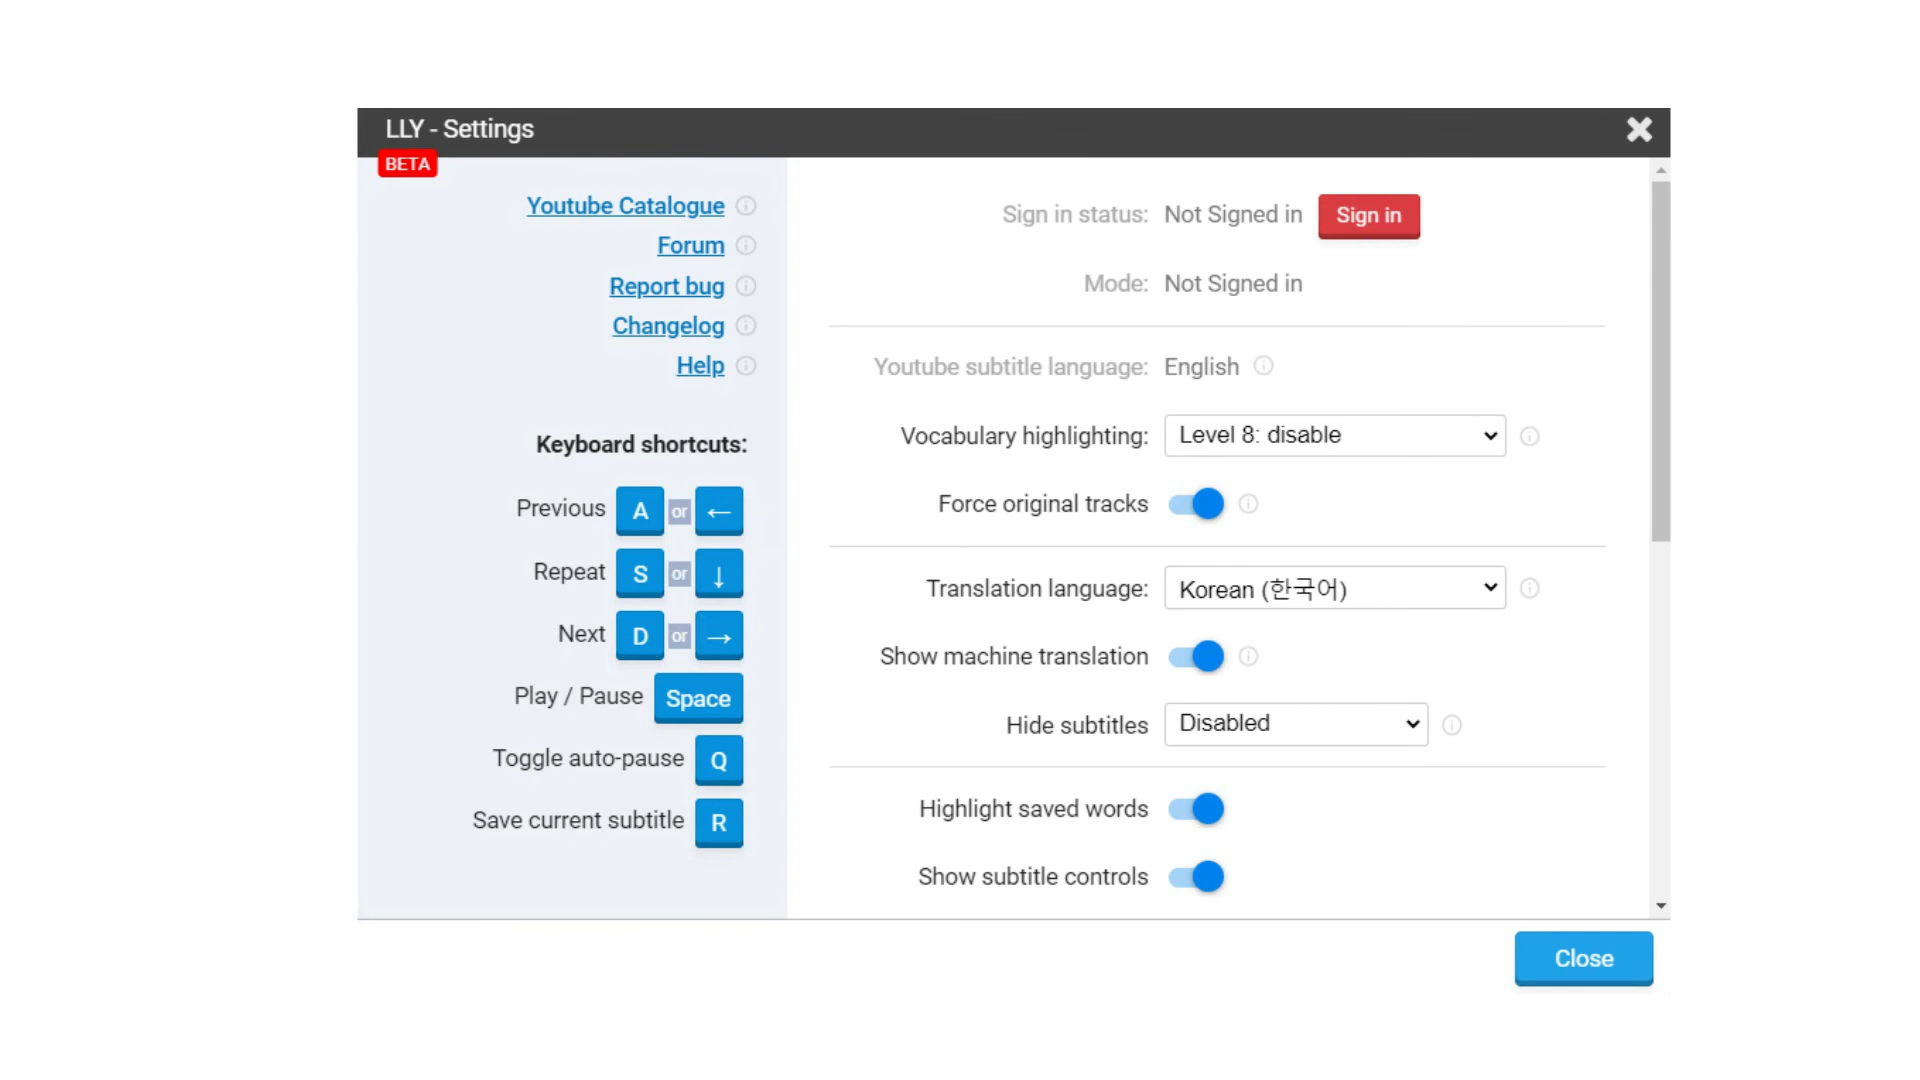 LLY - Settings
BETA
Youtube Catalogue
Forum
Report bug
Changelog
Help
Keyboard shortcuts:
Previous A or ←
Repeat S or ↓
Next D or →
Play / Pause Space
Toggle auto-pause Q
Save current subtitle R
Sign in status: Not Signed in Sign in
Mode: Not Signed in
Youtube subtitle language: English
Vocabulary highlighting: Level 8: disable
Force original tracks
Translation language: Korean (한국어)
Show machine translation
Hide subtitles Disabled
Highlight saved words
Show subtitle controls
Close